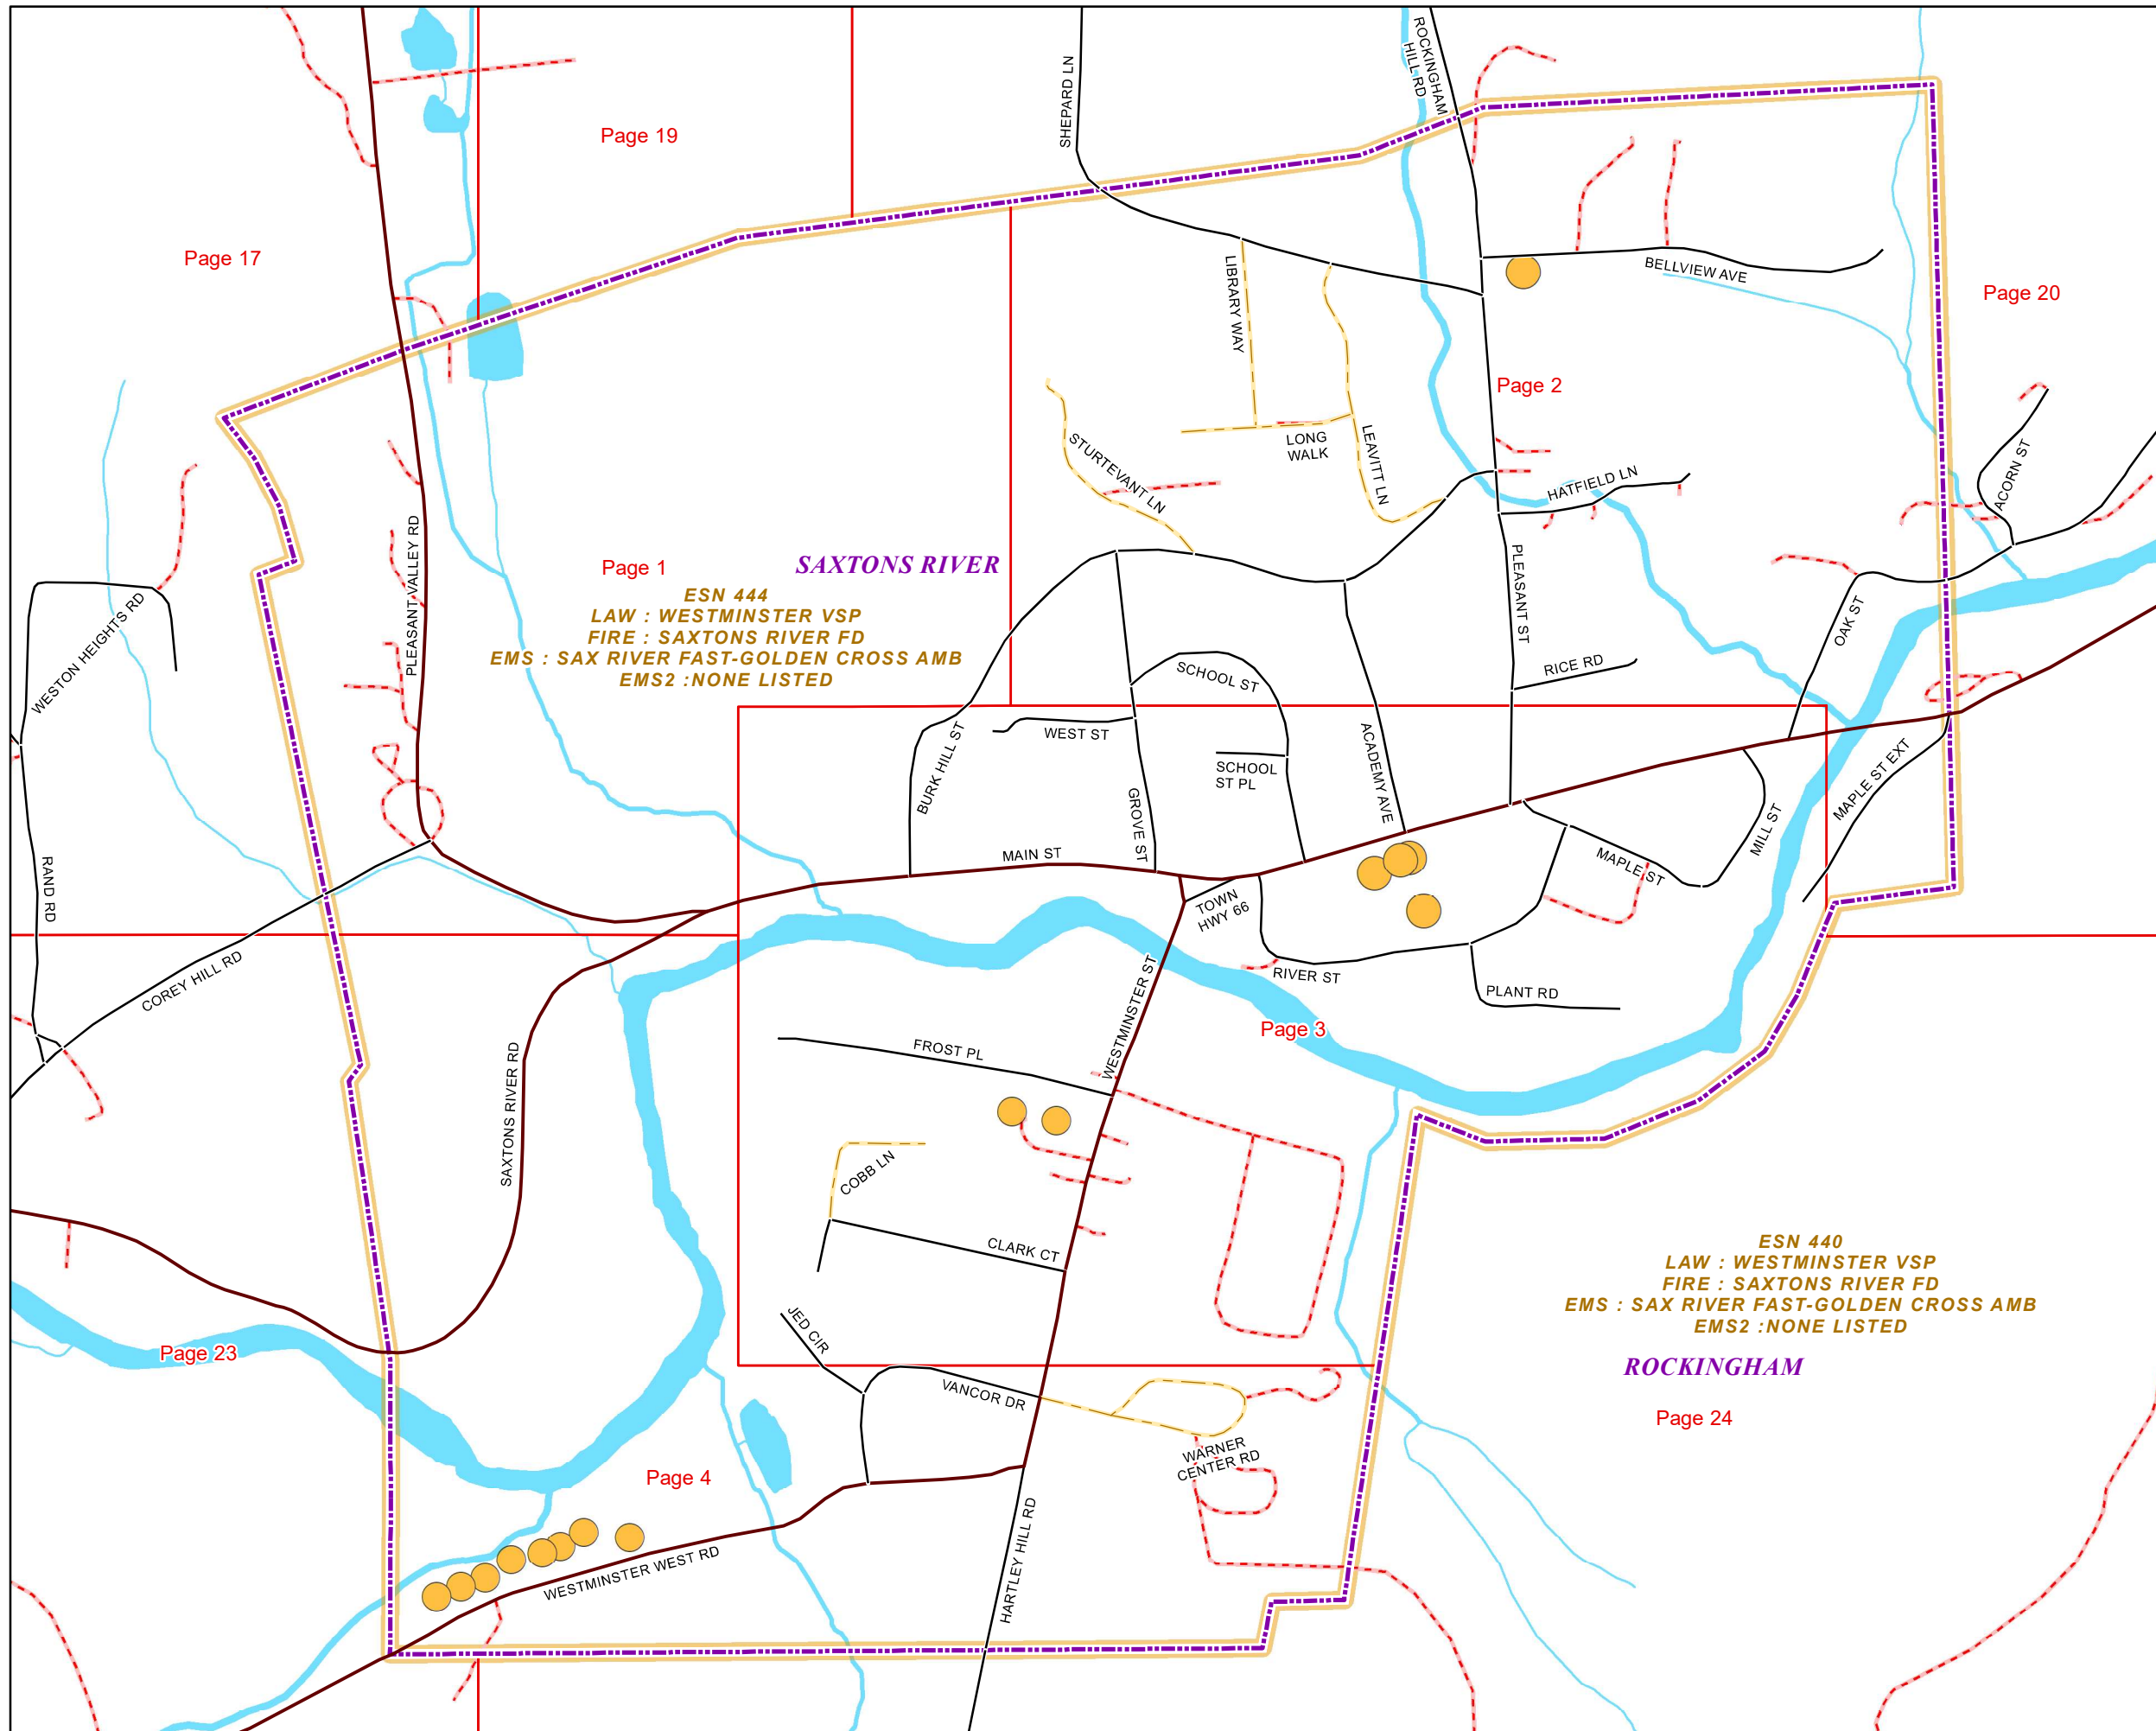 ROCKINGHAM
HILL RD
SHEPARD LN
Page 19
Page 17
LIBRARY WAY
BELLVIEW AVE
Page 20
Page 2
STURTEVANT LN
LONG
WALK
LEAVITT LN
HATFIELD LN
ACORN ST
PLEASANT VALLEY RD
Page 1
SAXTONS RIVER
ESN 444
LAW : WESTMINSTER VSP
FIRE : SAXTONS RIVER FD
EMS : SAX RIVER FAST-GOLDEN CROSS AMB
EMS2 :NONE LISTED
WESTON HEIGHTS RD
PLEASANT ST
OAK ST
SCHOOL ST
RICE RD
BURK HILL ST
WEST ST
SCHOOL
ST PL
ACADEMY AVE
GROVE ST
MAPLE ST EXT
MILL ST
MAIN ST
MAPLE ST
RAND RD
TOWN
HWY 66
COREY HILL RD
RIVER ST
PLANT RD
WESTMINSTER ST
Page 3
FROST PL
SAXTONS RIVER RD
COBB LN
CLARK CT
ESN 440
LAW : WESTMINSTER VSP
FIRE : SAXTONS RIVER FD
EMS : SAX RIVER FAST-GOLDEN CROSS AMB
EMS2 :NONE LISTED
JED CIR
Page 23
ROCKINGHAM
VANCOR DR
Page 24
WARNER
CENTER RD
Page 4
WESTMINSTER WEST RD
HARTLEY HILL RD